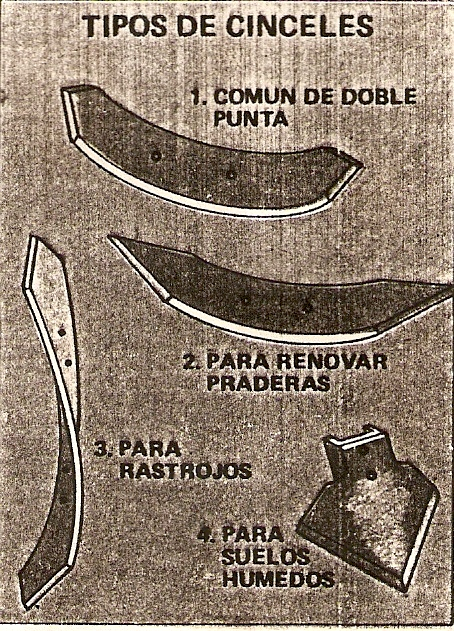 TIPOS DE CINCELES
1. COMUN DE DOBLE
PUNTA
2. PARA RENOVAR
PRADERAS
3. PARA
RASTROJOS
4. PARA
SUELOS
HUMEDOS